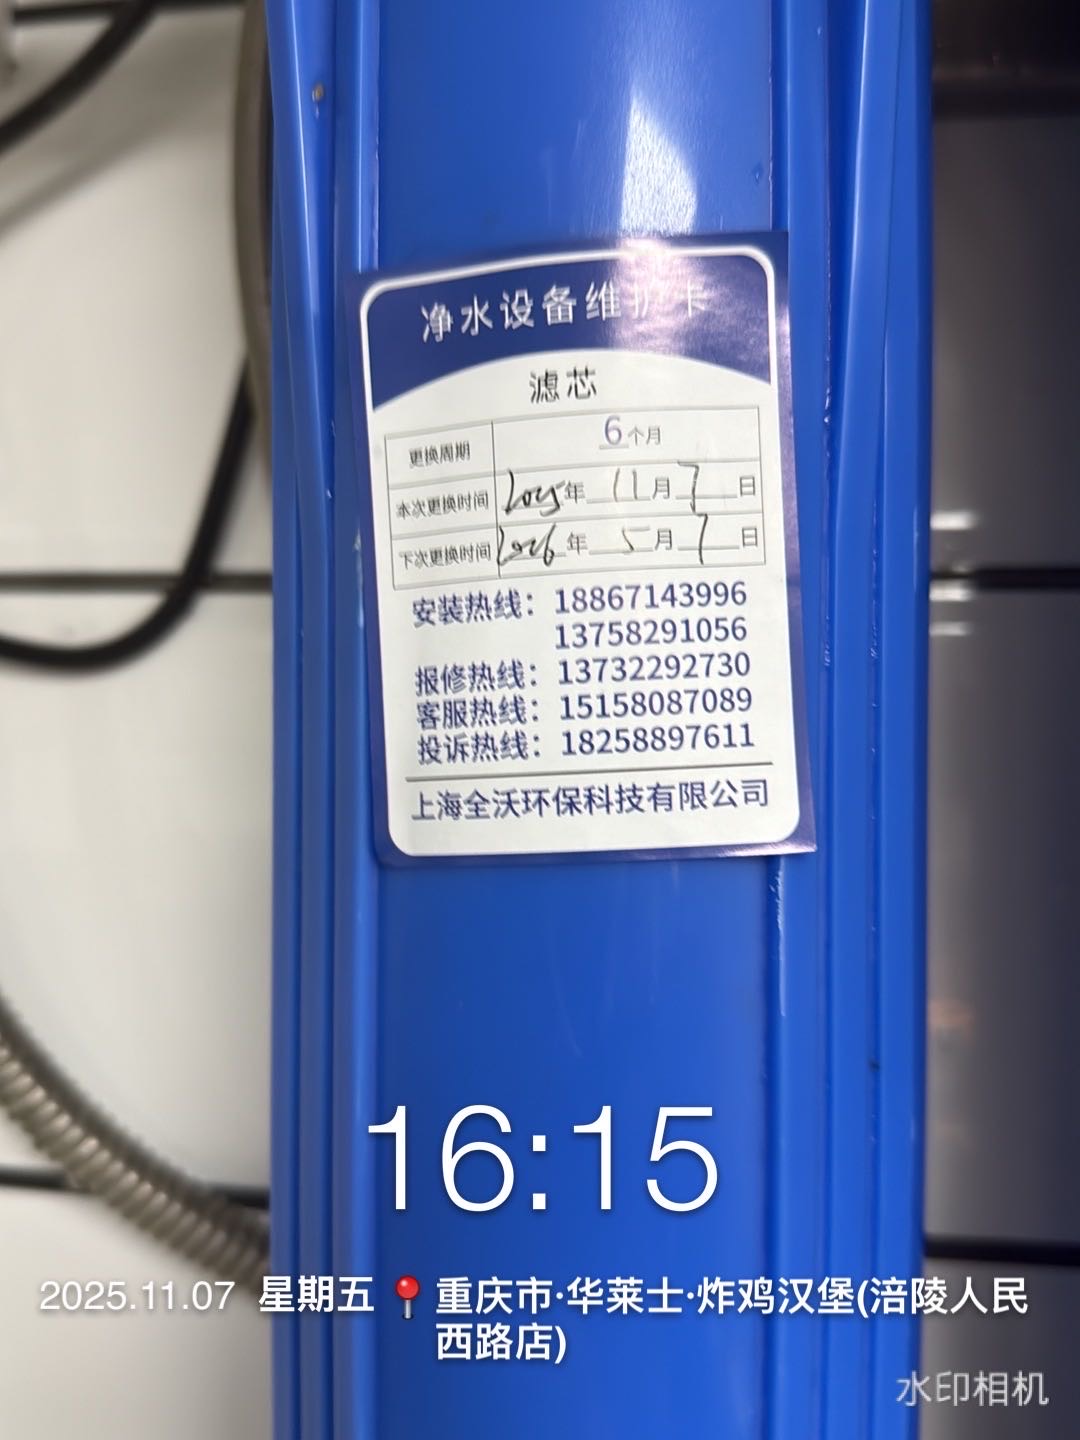 净水设备维护卡
滤芯
更换周期 6个月
本次更换时间 2025年 11月 7日
下次更换时间 2026年 5月 7日
安装热线：18867143996
13758291056
报修热线：13732292730
客服热线：15158087089
投诉热线：18258897611
上海全沃环保科技有限公司
16:15
2025.11.07 星期五 重庆市·华莱士·炸鸡汉堡(涪陵人民
西路店)
水印相机